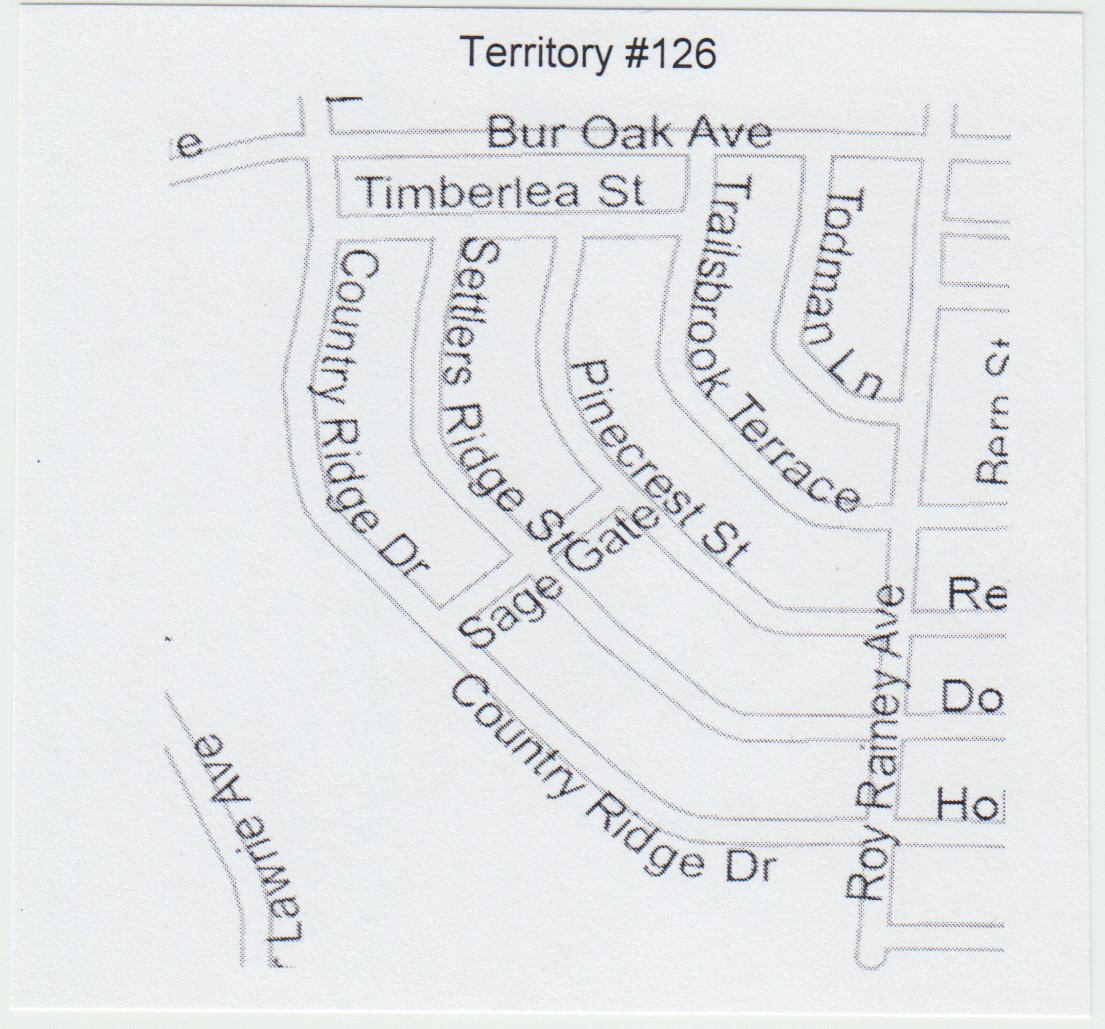 Territory #126
e
Bur Oak Ave
Timberlea St
Trailsbrook Terrace
Todman Ln
Country Ridge Dr
Settlers Ridge St
Pinecrest St
Sage Gate
Bern St
Re
Do
Ho
Roy Rainey Ave
Country Ridge Dr
Lawrie Ave